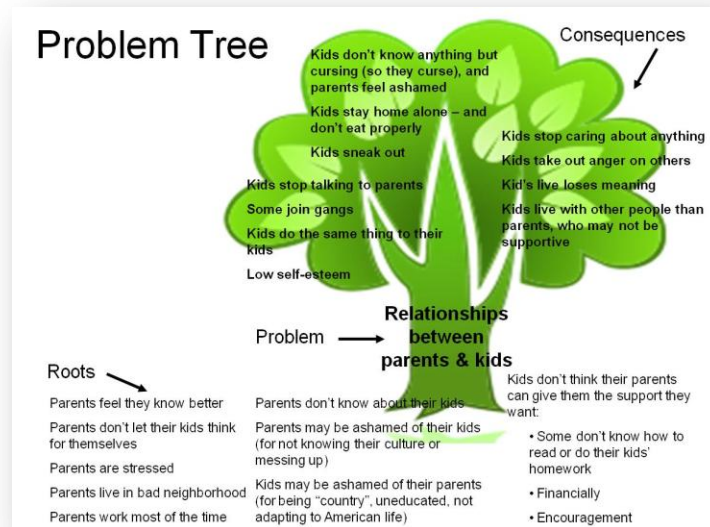 Problem Tree
Consequences
Kids don't know anything but
cursing (so they curse), and
parents feel ashamed
Kids stay home alone – and
don't eat properly
Kids sneak out
Kids stop talking to parents
Some join gangs
Kids do the same thing to their
kids
Low self-esteem
Kids stop caring about anything
Kids take out anger on others
Kid's live loses meaning
Kids live with other people than
parents, who may not be
supportive
Problem
Relationships
between
parents & kids
Roots
Parents feel they know better
Parents don't let their kids think
for themselves
Parents are stressed
Parents live in bad neighborhood
Parents work most of the time
Parents don't know about their kids
Parents may be ashamed of their kids
(for not knowing their culture or
messing up)
Kids may be ashamed of their parents
(for being "country", uneducated, not
adapting to American life)
Kids don't think their parents
can give them the support they
want:
• Some don't know how to
read or do their kids'
homework
• Financially
• Encouragement